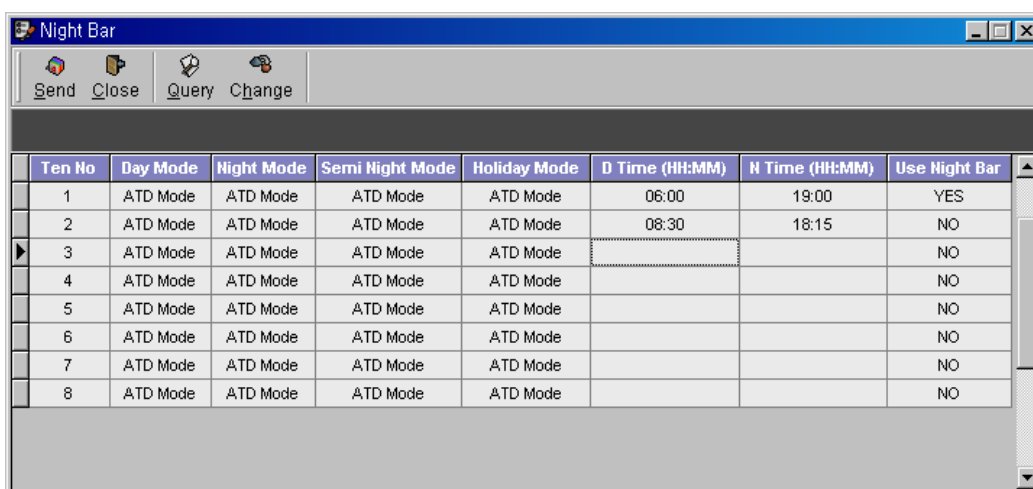 Night Bar
Send Close Query Change
Ten No Day Mode Night Mode Semi Night Mode Holiday Mode D Time (HH:MM) N Time (HH:MM) Use Night Bar
1 ATD Mode ATD Mode ATD Mode ATD Mode 06:00 19:00 YES
2 ATD Mode ATD Mode ATD Mode ATD Mode 08:30 18:15 NO
3 ATD Mode ATD Mode ATD Mode ATD Mode NO
4 ATD Mode ATD Mode ATD Mode ATD Mode NO
5 ATD Mode ATD Mode ATD Mode ATD Mode NO
6 ATD Mode ATD Mode ATD Mode ATD Mode NO
7 ATD Mode ATD Mode ATD Mode ATD Mode NO
8 ATD Mode ATD Mode ATD Mode ATD Mode NO